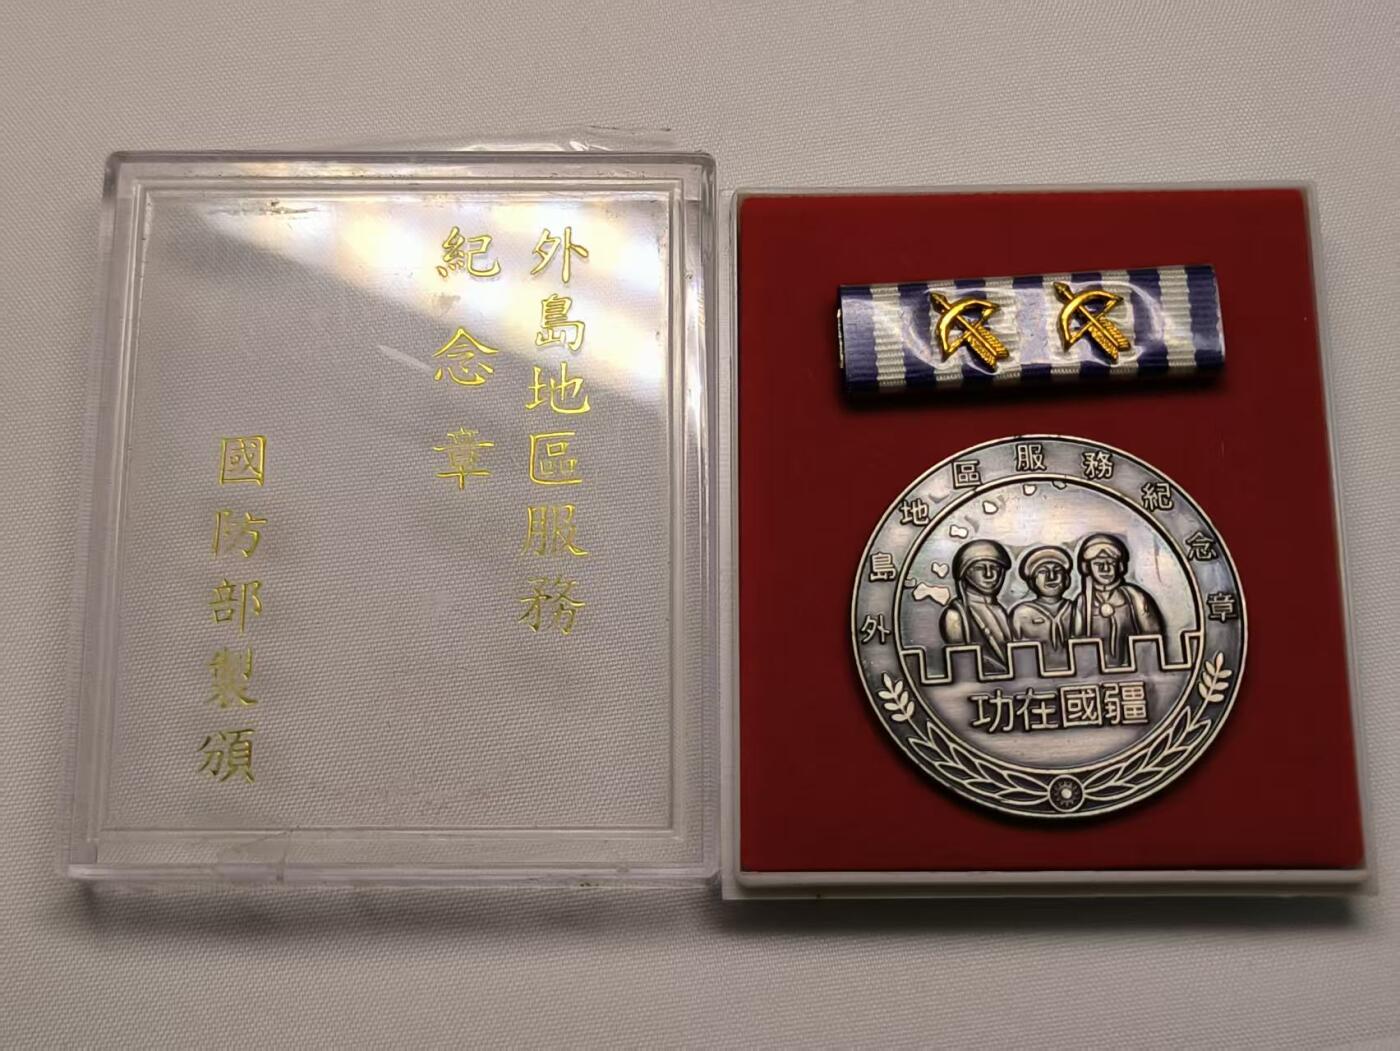 外島地區服務
紀念章
國防部製頒
外島地區服務紀念章
功在國疆